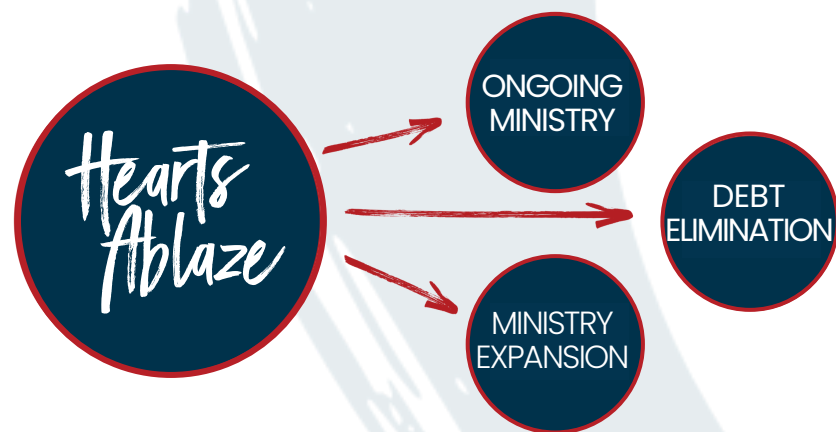 Hearts
Ablaze
ONGOING
MINISTRY
DEBT
ELIMINATION
MINISTRY
EXPANSION